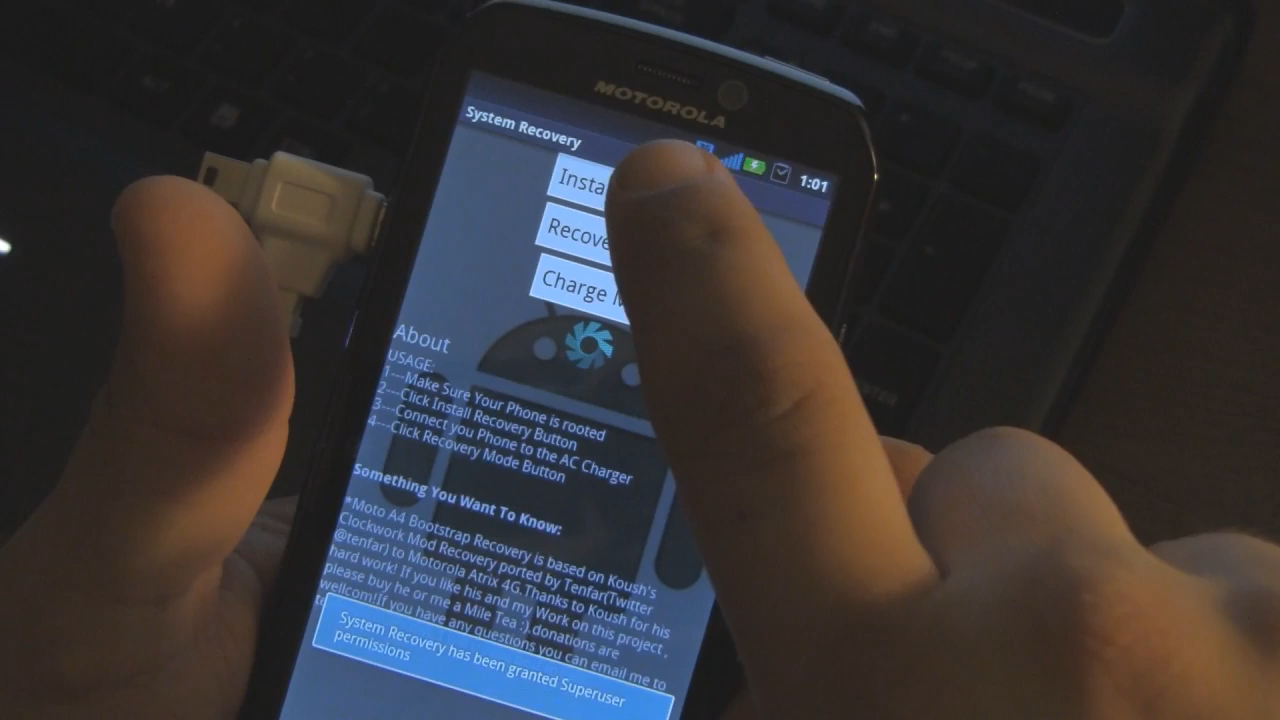 MOTOROLA
System Recovery
1:01
Insta
Recove
Charge
About
USAGE:
1---Make Sure Your Phone is rooted
2---Click Install Recovery Button
3---Connect you Phone to the AC Charger
4---Click Recovery Mode Button
Something You Want To Know:
*Moto A4 Bootstrap Recovery is based on Koush's
Clockwork Mod Recovery ported by Tenfar(Twitter
@tenfar) to Motorola Atrix 4G.Thanks to Koush for his
hard work! If you like his and my Work on this project ,
please buy he or me a Mile Tea :),donations are
wellcom!If you have any questions you can email me to
System Recovery has been granted Superuser
permissions